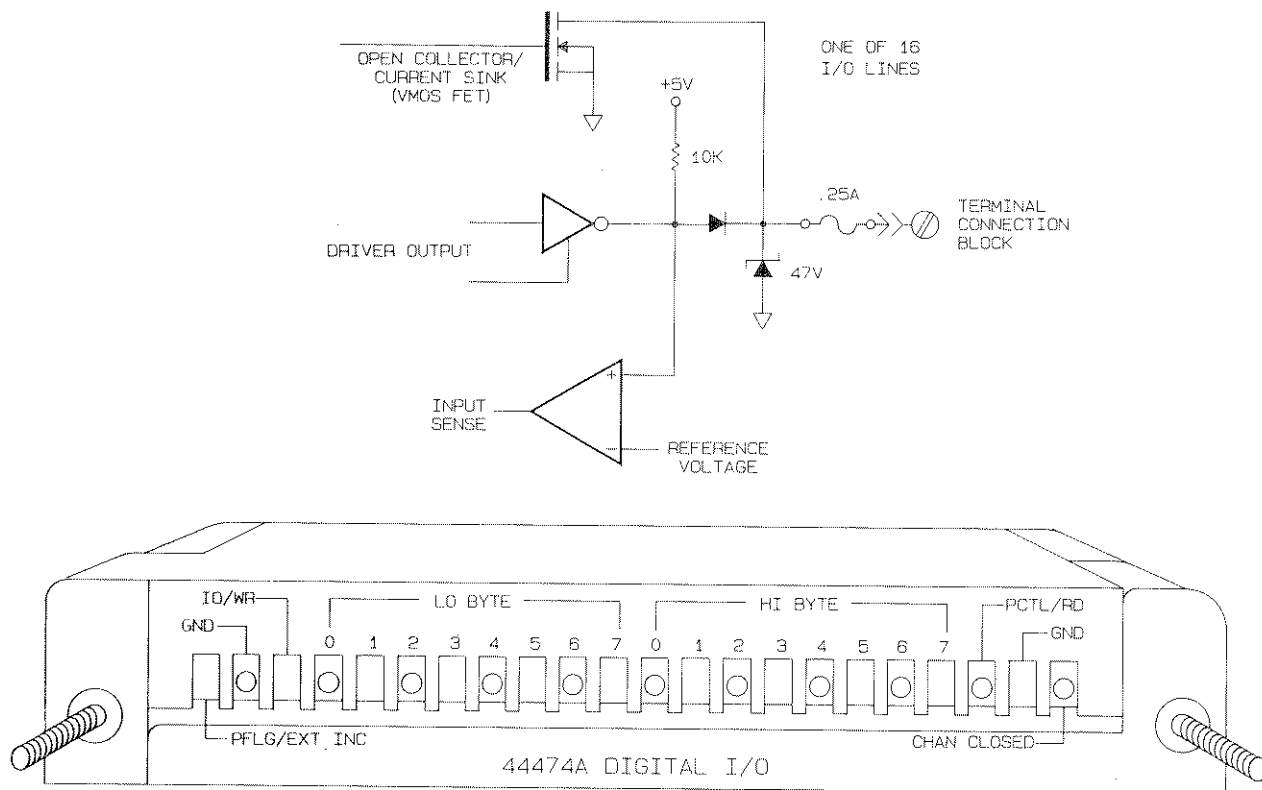 OPEN COLLECTOR/
CURRENT SINK
(VMOS FET)
ONE OF 16
I/O LINES
+5V
10K
.25A
TERMINAL
CONNECTION
BLOCK
DRIVER OUTPUT
47V
+
INPUT
SENSE
-
REFERENCE
VOLTAGE
IO/WR
LO BYTE
HI BYTE
PCTL/RD
GND
GND
0 1 2 3 4 5 6 7 0 1 2 3 4 5 6 7
PFLG/EXT INC
CHAN CLOSED
44474A DIGITAL I/O